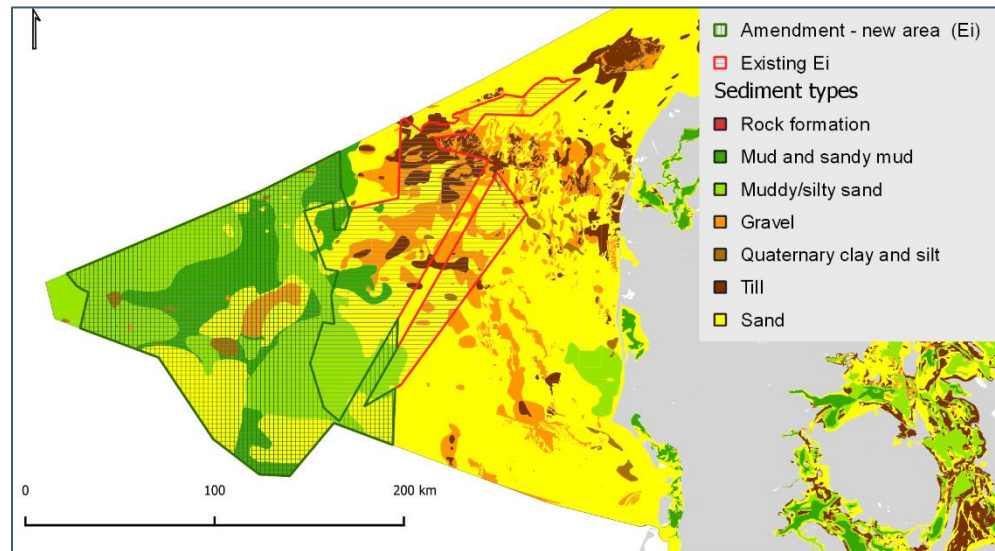 Amendment - new area (Ei)
Existing Ei
Sediment types
Rock formation
Mud and sandy mud
Muddy/silty sand
Gravel
Quaternary clay and silt
Till
Sand
0 100 200 km